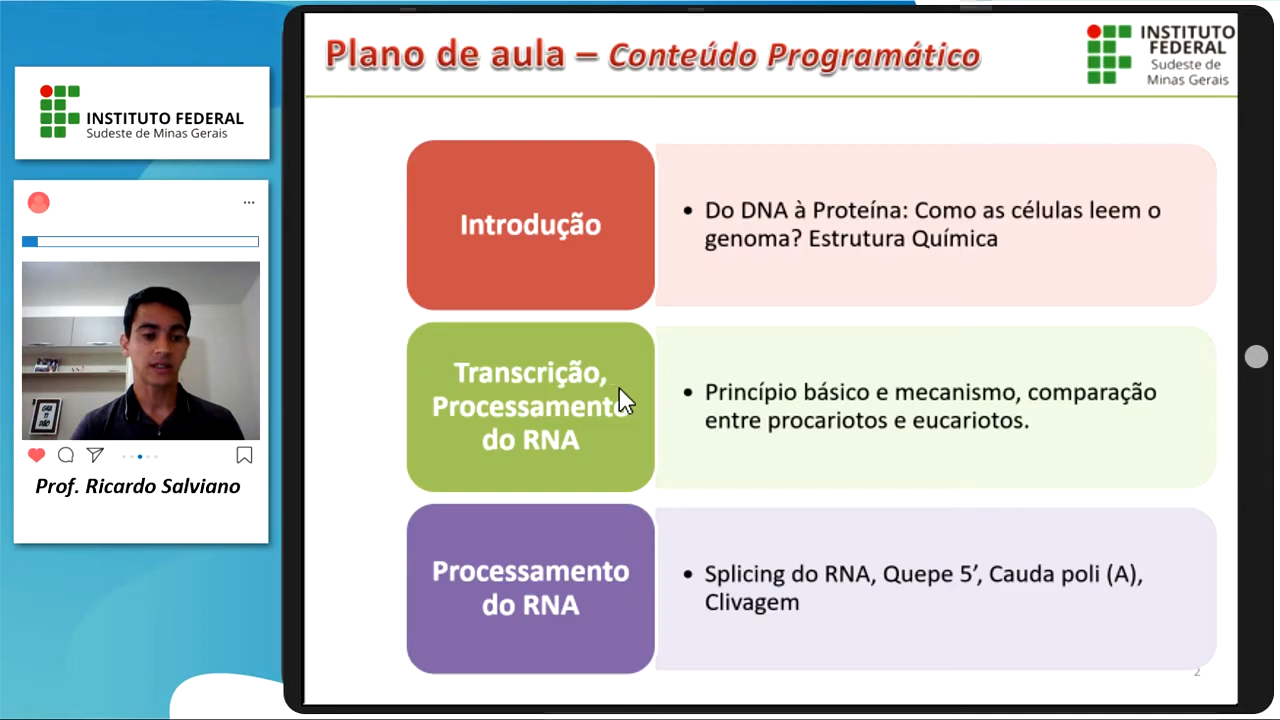 INSTITUTO FEDERAL
Sudeste de Minas Gerais
...
Prof. Ricardo Salviano
Plano de aula – Conteúdo Programático
INSTITUTO
FEDERAL
Sudeste de
Minas Gerais
Introdução
• Do DNA à Proteína: Como as células leem o
genoma? Estrutura Química
Transcrição,
Processamento
do RNA
• Princípio básico e mecanismo, comparação
entre procariotos e eucariotos.
Processamento
do RNA
• Splicing do RNA, Quepe 5’, Cauda poli (A),
Clivagem
2